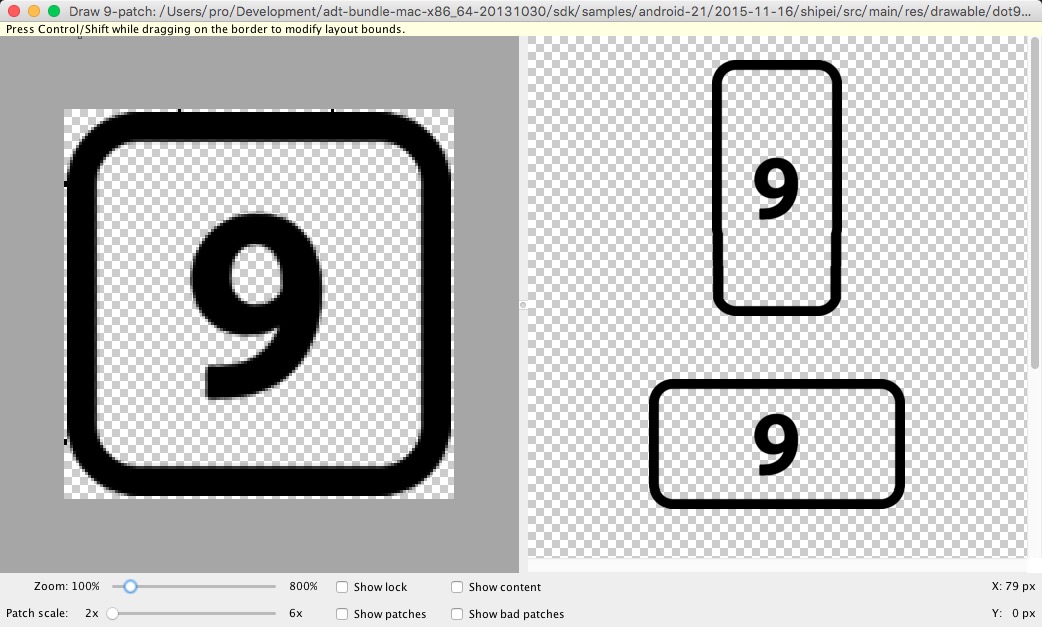 Draw 9-patch: /Users/pro/Development/adt-bundle-mac-x86_64-20131030/sdk/samples/android-21/2015-11-16/shipei/src/main/res/drawable/dot9...
Press Control/Shift while dragging on the border to modify layout bounds.
9
9
9
Zoom: 100% 800% Show lock Show content X: 79 px
Patch scale: 2x 6x Show patches Show bad patches Y: 0 px